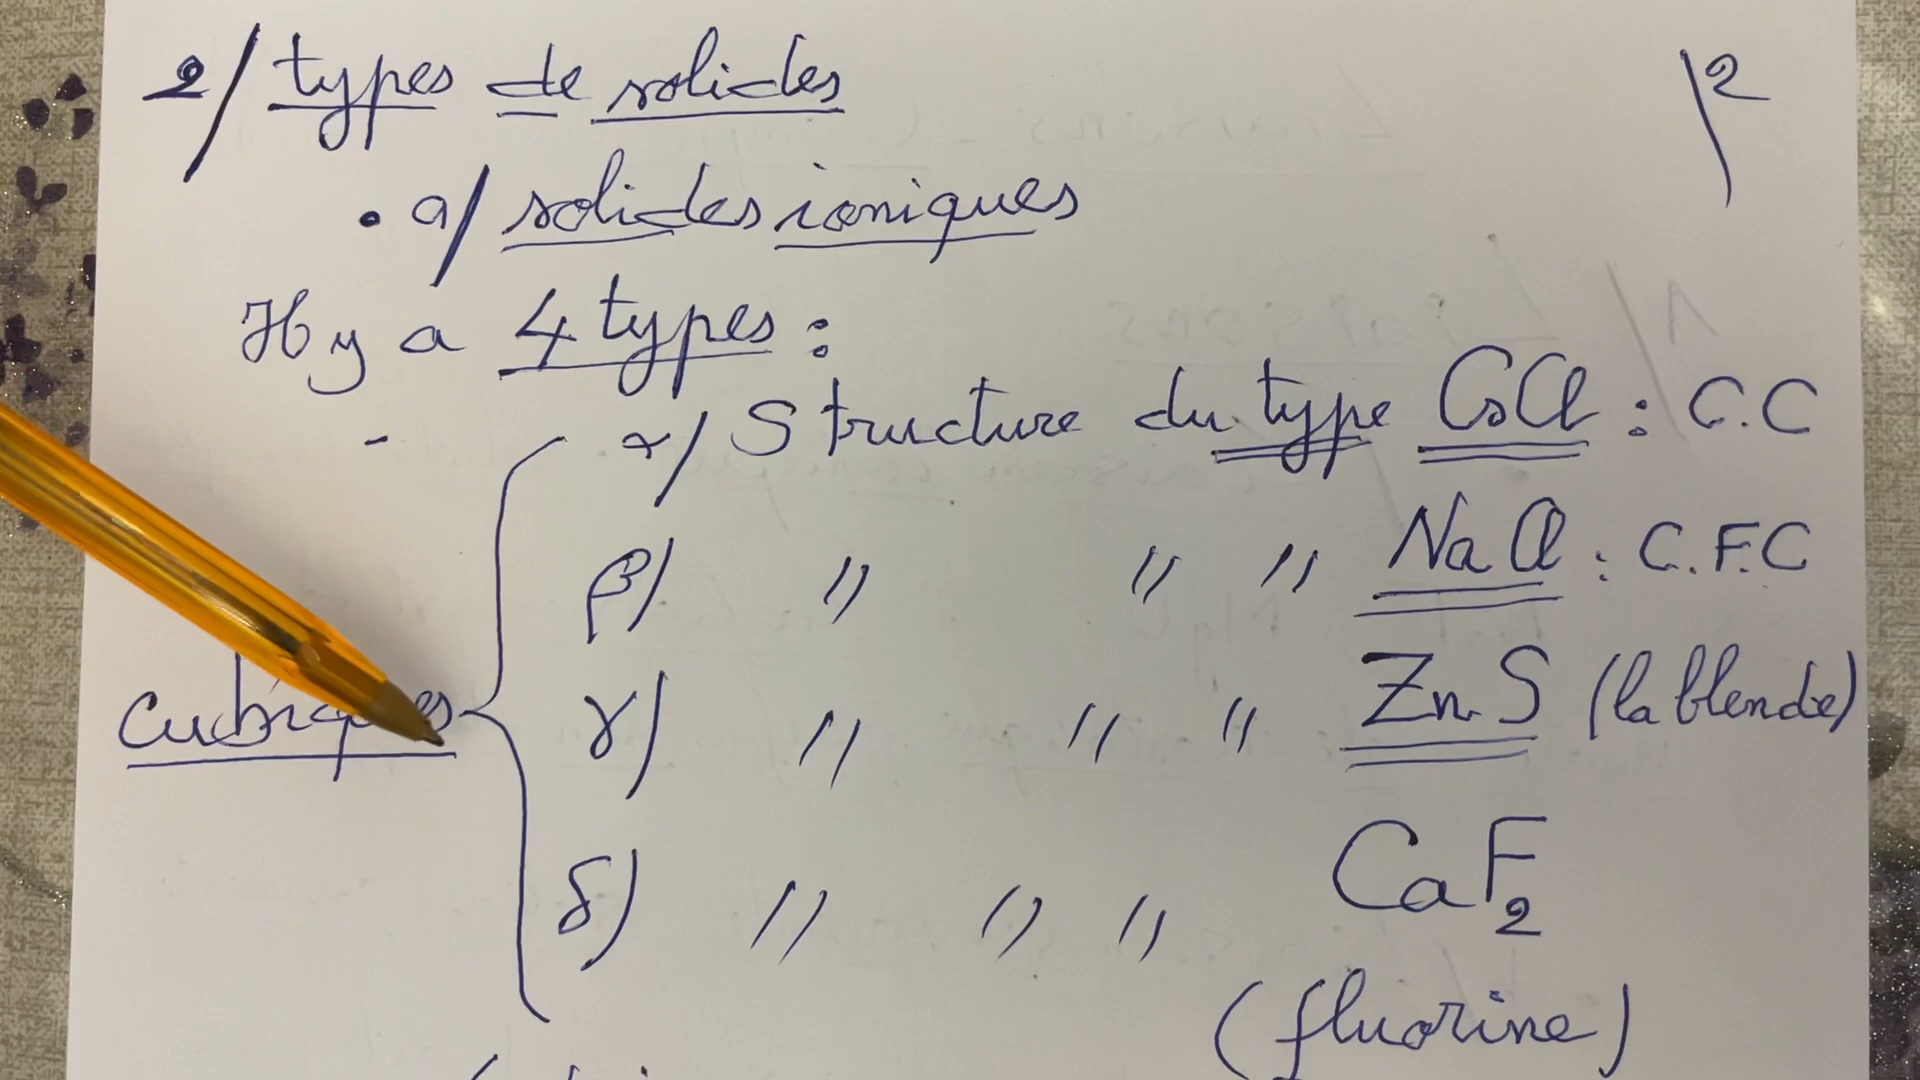 2/ types de solides
2
• a/ solides ioniques
Il y a 4 types :
- α/ Structure du type CsCl : C.C
β) " " " NaCl : C.F.C
Cubiques
γ) " " " ZnS (la blende)
δ) " " " CaF2
(fluorine)